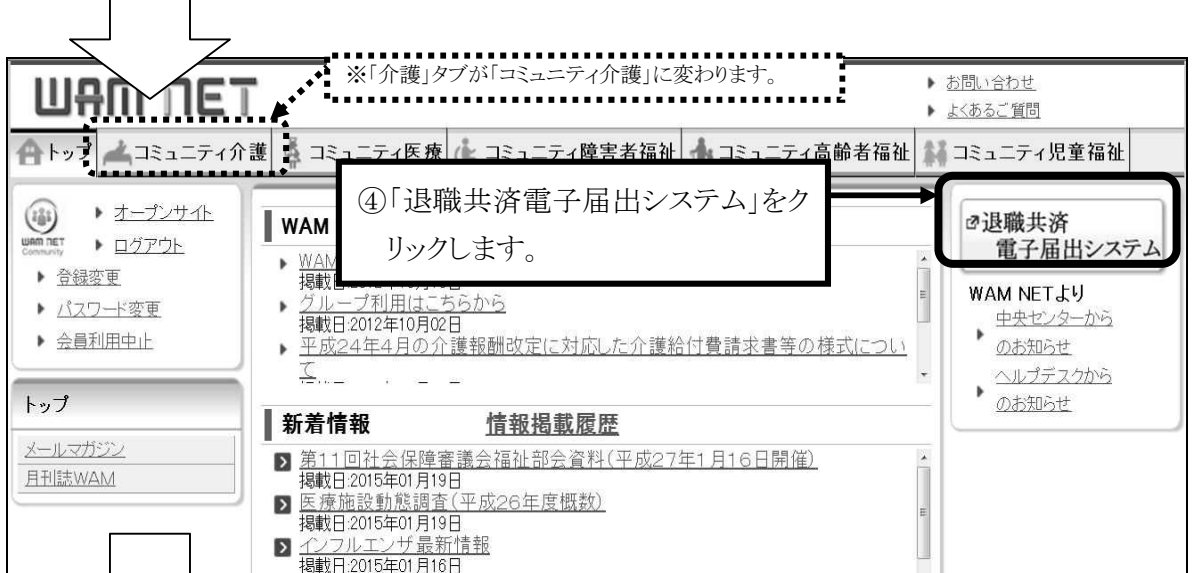 WAM NET
※「介護」タブが「コミュニティ介護」に変わります。
お問い合わせ
よくあるご質問
トップ
コミュニティ介護
コミュニティ医療
コミュニティ障害者福祉
コミュニティ高齢者福祉
コミュニティ児童福祉
WAM NET
Community
オープンサイト
ログアウト
登録変更
パスワード変更
会員利用中止
トップ
メールマガジン
月刊誌WAM
④「退職共済電子届出システム」をク
リックします。
WAM
WAM
グループ利用はこちらから
掲載日:2012年10月02日
平成24年4月の介護報酬改定に対応した介護給付費請求書等の様式につい
て
新着情報
情報掲載履歴
第11回社会保障審議会福祉部会資料(平成27年1月16日開催)
掲載日:2015年01月19日
医療施設動態調査(平成26年度概数)
掲載日:2015年01月19日
インフルエンザ最新情報
掲載日:2015年01月16日
退職共済
電子届出システム
WAM NETより
中央センターから
のお知らせ
ヘルプデスクから
のお知らせ